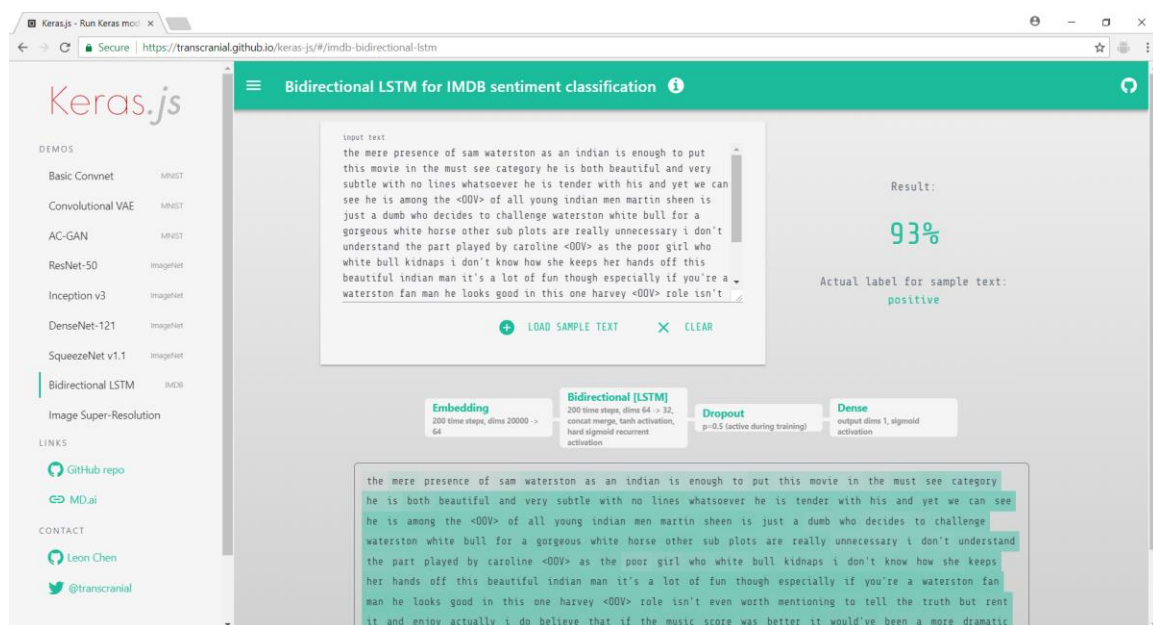 Keras.js - Run Keras mod
Secure | https://transcranial.github.io/keras-js/#/imdb-bidirectional-lstm
Keras.js
DEMOS
Basic Convnet MNIST
Convolutional VAE MNIST
AC-GAN MNIST
ResNet-50 ImageNet
Inception v3 ImageNet
DenseNet-121 ImageNet
SqueezeNet v1.1 ImageNet
Bidirectional LSTM IMDB
Image Super-Resolution
LINKS
GitHub repo
MD.ai
CONTACT
Leon Chen
@transcranial
Bidirectional LSTM for IMDB sentiment classification
input text
the mere presence of sam waterston as an indian is enough to put
this movie in the must see category he is both beautiful and very
subtle with no lines whatsoever he is tender with his and yet we can
see he is among the <OOV> of all young indian men martin sheen is
just a dumb who decides to challenge waterston white bull for a
gorgeous white horse other sub plots are really unnecessary i don't
understand the part played by caroline <OOV> as the poor girl who
white bull kidnaps i don't know how she keeps her hands off this
beautiful indian man it's a lot of fun though especially if you're a
waterston fan man he looks good in this one harvey <OOV> role isn't
LOAD SAMPLE TEXT CLEAR
Result:
93%
Actual label for sample text:
positive
Embedding
200 time steps, dims 20000 ->
64
Bidirectional [LSTM]
200 time steps, dims 64 -> 32,
concat merge, tanh activation,
hard sigmoid recurrent
activation
Dropout
p=0.5 (active during training)
Dense
output dims 1, sigmoid
activation
the mere presence of sam waterston as an indian is enough to put this movie in the must see category
he is both beautiful and very subtle with no lines whatsoever he is tender with his and yet we can see
he is among the <OOV> of all young indian men martin sheen is just a dumb who decides to challenge
waterston white bull for a gorgeous white horse other sub plots are really unnecessary i don't understand
the part played by caroline <OOV> as the poor girl who white bull kidnaps i don't know how she keeps
her hands off this beautiful indian man it's a lot of fun though especially if you're a waterston fan
man he looks good in this one harvey <OOV> role isn't even worth mentioning to tell the truth but rent
it and enjoy actually i do believe that if the music score was better it would've been a more dramatic